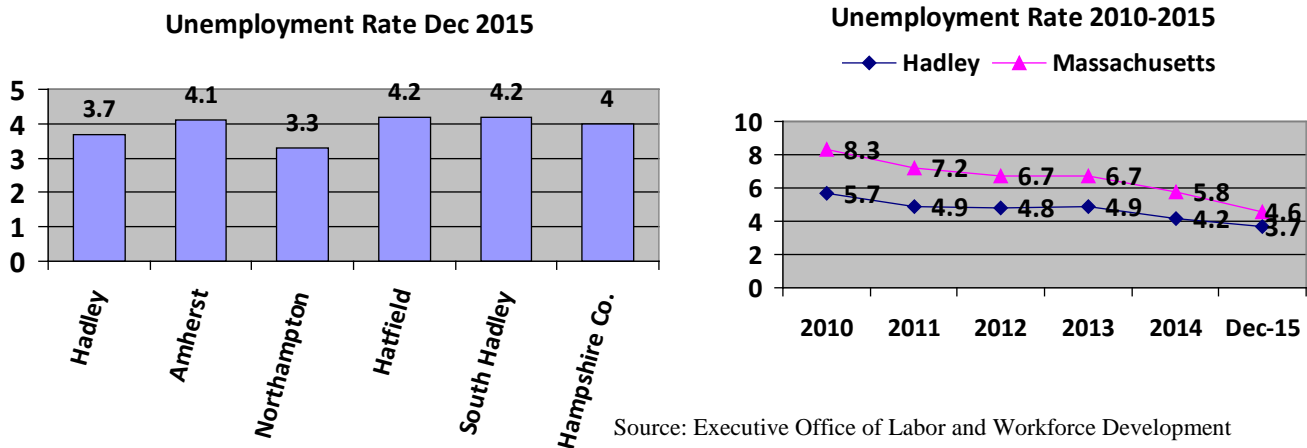 Unemployment Rate Dec 2015
5
4
3
2
1
0
3.7
4.1
3.3
4.2
4.2
4
Hadley
Amherst
Northampton
Hatfield
South Hadley
Hampshire Co.
Unemployment Rate 2010-2015
Hadley Massachusetts
10
8
6
4
2
0
8.3 7.2 6.7 6.7 5.8 4.6
5.7 4.9 4.8 4.9 4.2 3.7
2010 2011 2012 2013 2014 Dec-15
Source: Executive Office of Labor and Workforce Development